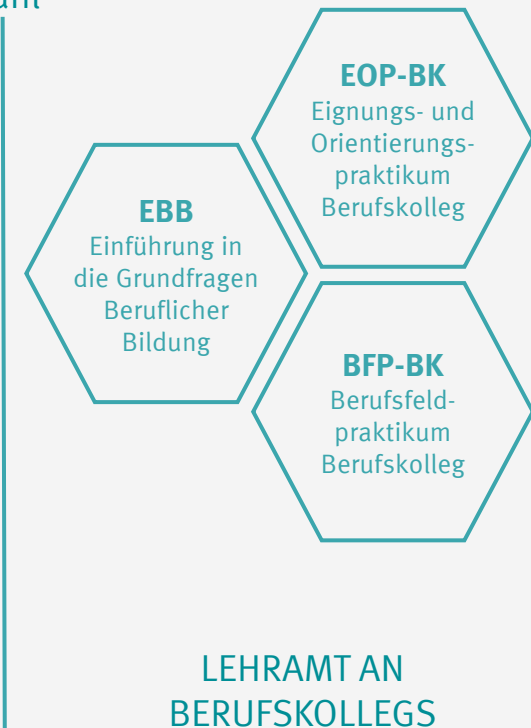 EOP-BK
Eignungs- und
Orientierungs-
praktikum
Berufskolleg
EBB
Einführung in
die Grundfragen
Beruflicher
Bildung
BFP-BK
Berufsfeld-
praktikum
Berufskolleg
LEHRAMT AN
BERUFSKOLLEGS